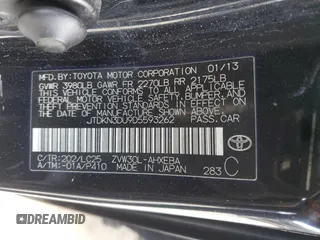 MFD. BY: TOYOTA MOTOR CORPORATION 01/13
GVWR 3980LB GAWR FR 2270LB RR 2175LB
THIS VEHICLE CONFORMS TO ALL APPLICABLE
FEDERAL MOTOR VEHICLE SAFETY, BUMPER, AND
THEFT PREVENTION STANDARDS IN EFFECT ON
THE DATE OF MANUFACTURE SHOWN ABOVE.
JTDKN3DU9D5593262 PASS.CAR
C/TR:202/LC25 ZVW30L-AHXEBA
A/TM:-01A/P410 MADE IN JAPAN 283 C
TOYOTA